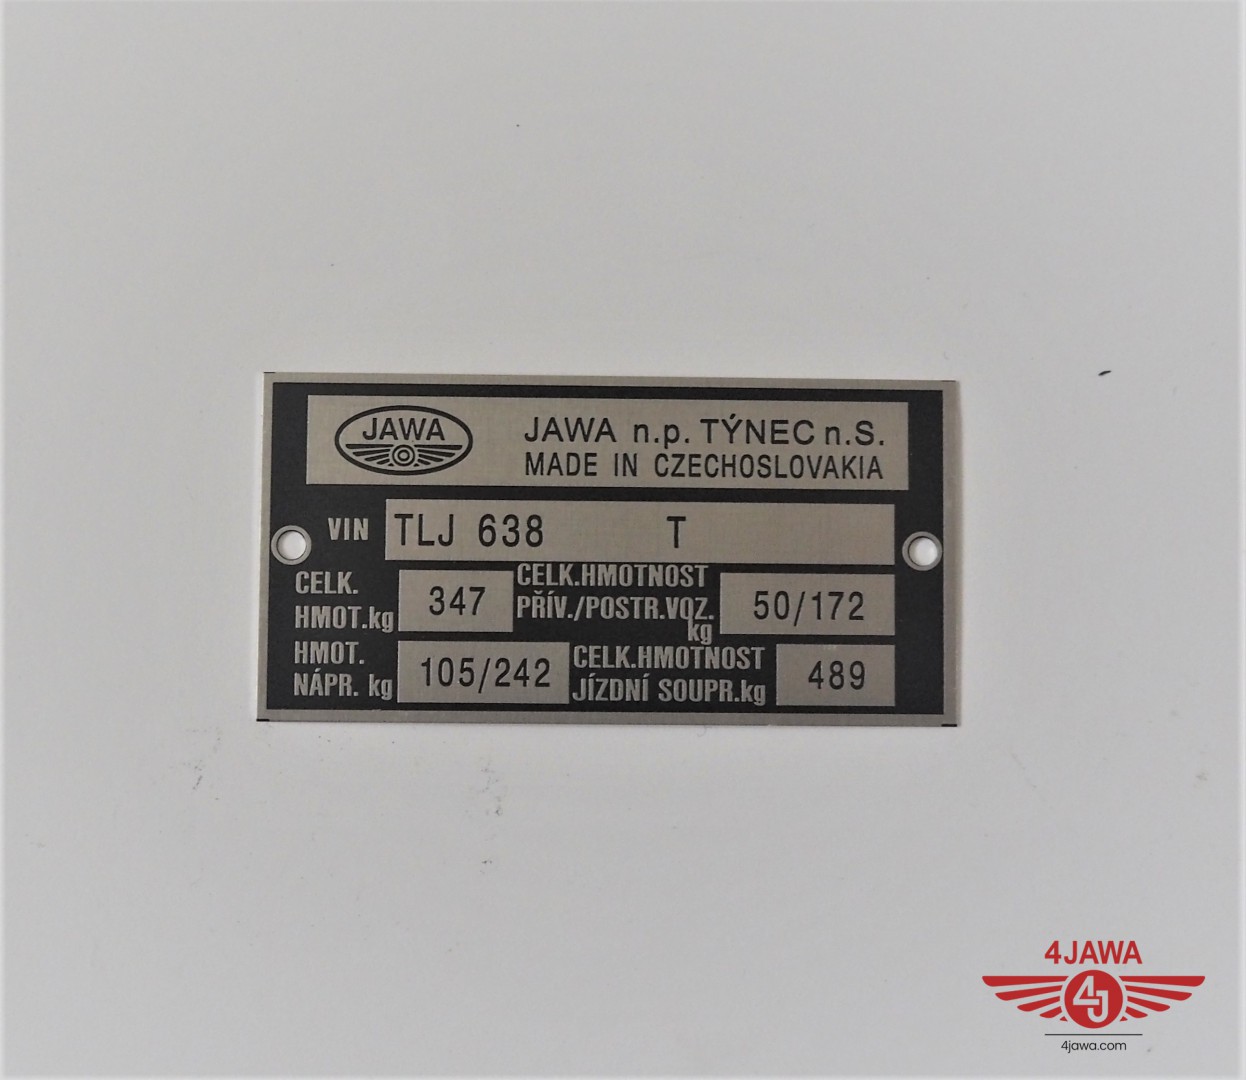 JAWA
JAWA n.p. TÝNEC n.S.
MADE IN CZECHOSLOVAKIA
VIN TLJ 638 T
CELK.
HMOT.kg 347
CELK.HMOTNOST
PŘÍV./POSTR.VOZ.
kg 50/172
HMOT.
NÁPR. kg 105/242
CELK.HMOTNOST
JÍZDNÍ SOUPR.kg 489
4JAWA
4J
4jawa.com